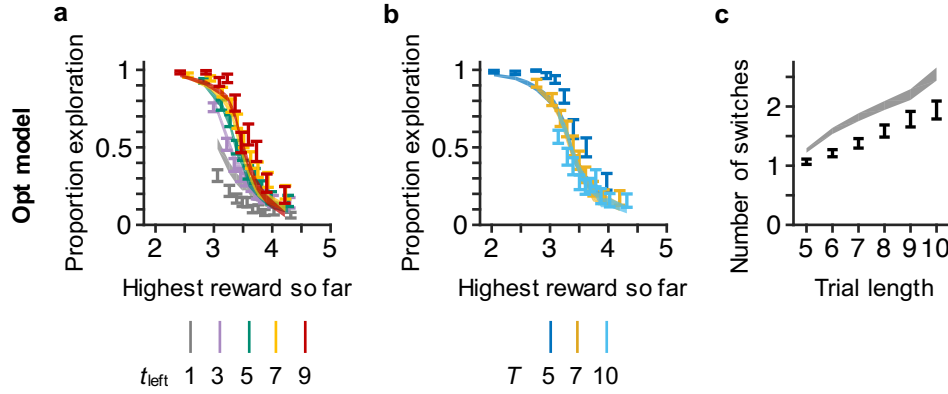 a
b
c
Opt model
Proportion exploration
1
0.5
0
2
3
4
5
Highest reward so far
t_left 1 3 5 7 9
Proportion exploration
1
0.5
0
2
3
4
5
Highest reward so far
T 5 7 10
Number of switches
2
1
0
5 6 7 8 9 10
Trial length